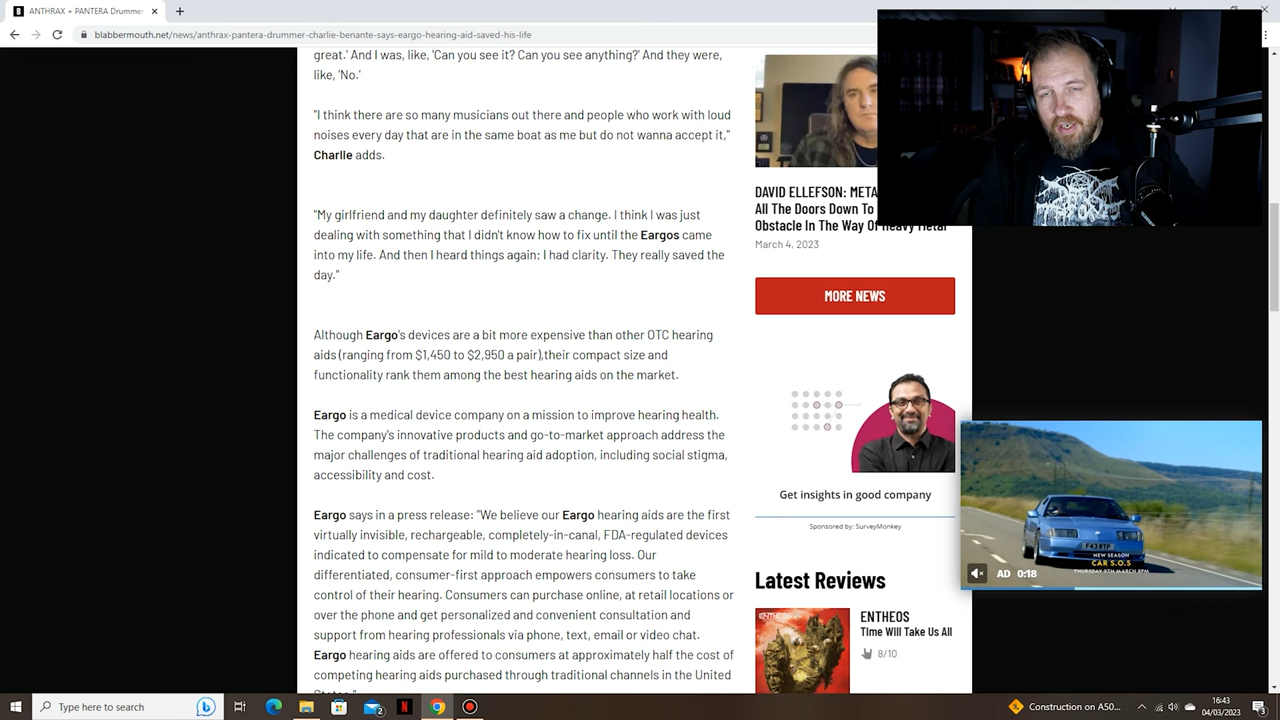 ANTHRAX + PANTERA Drummer
blabbermouth.net/news/anthrax-pantera-drummer-charlie-benante-says-eargo-hearing-aid-saved-his-life
great.' And I was, like, 'Can you see it? Can you see anything?' And they were,
like, 'No.'
"I think there are so many musicians out there and people who work with loud
noises every day that are in the same boat as me but do not wanna accept it,"
Charlie adds.
"My girlfriend and my daughter definitely saw a change. I think I was just
dealing with something that I didn't know how to fix until the Eargos came
into my life. And then I heard things again; I had clarity. They really saved the
day."
Although Eargo's devices are a bit more expensive than other OTC hearing
aids (ranging from $1,450 to $2,950 a pair),their compact size and
functionality rank them among the best hearing aids on the market.
Eargo is a medical device company on a mission to improve hearing health.
The company's innovative products and go-to-market approach address the
major challenges of traditional hearing aid adoption, including social stigma,
accessibility and cost.
Eargo says in a press release: "We believe our Eargo hearing aids are the first
virtually invisible, rechargeable, completely-in-canal, FDA-regulated devices
indicated to compensate for mild to moderate hearing loss. Our
differentiated, consumer-first approach empowers consumers to take
control of their hearing. Consumers can purchase online, at retail locations or
over the phone and get personalized and convenient consultation and
support from hearing professionals via phone, text, email or video chat.
Eargo hearing aids are offered to consumers at approximately half the cost of
competing hearing aids purchased through traditional channels in the United
States."
DAVID ELLEFSON: META
All The Doors Down To
Obstacle In The Way Of Heavy Metal
March 4, 2023
MORE NEWS
Get insights in good company
Sponsored by: SurveyMonkey
Latest Reviews
ENTHEOS
ENTHEOS
Time Will Take Us All
8/10
NEW SEASON
CAR S.O.S
THURSDAY 9TH MARCH 8PM
AD 0:18
Type here to search
Construction on A50...
16:43
04/03/2023